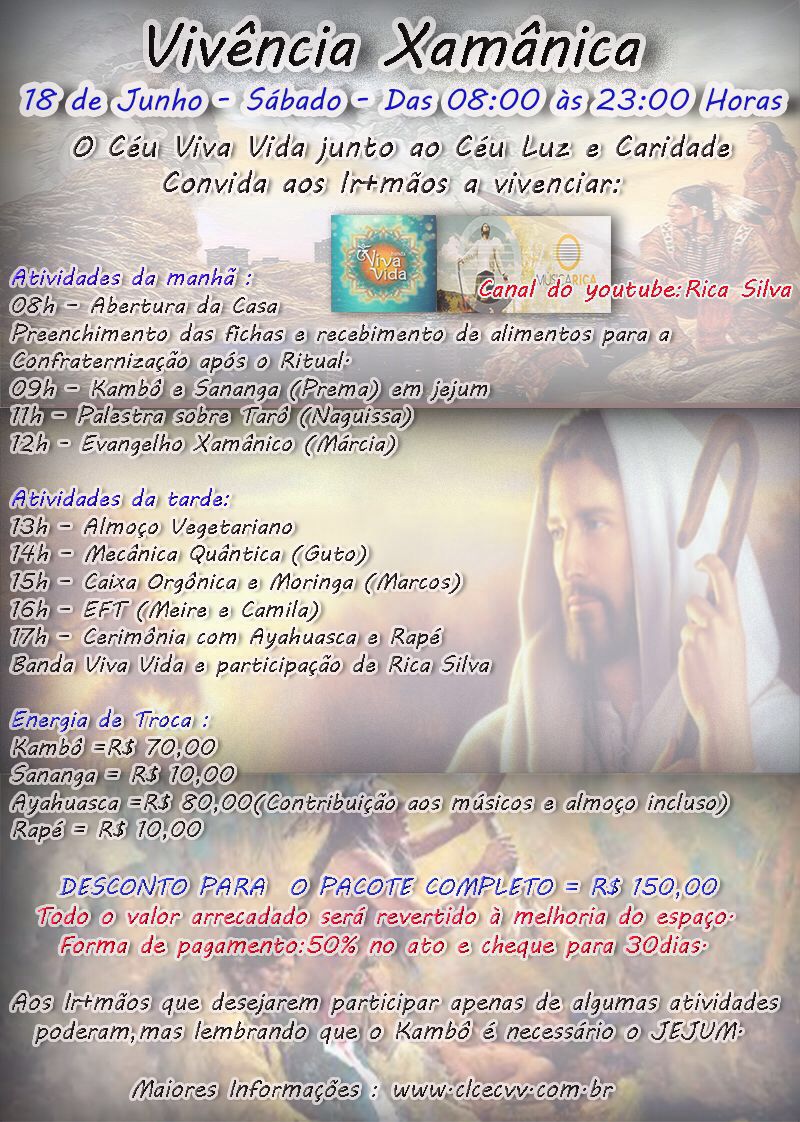 Vivência Xamânica
18 de Junho - Sábado - Das 08:00 às 23:00 Horas
O Céu Viva Vida junto ao Céu Luz e Caridade
Convida aos Ir+mãos a vivenciar:
Banda
Viva
Vida
MÚSICARICA
Canal do youtube:Rica Silva
Atividades da manhã :
08h - Abertura da Casa
Preenchimento das fichas e recebimento de alimentos para a
Confraternização após o Ritual.
09h - Kambô e Sananga (Prema) em jejum
11h - Palestra sobre Tarô (Naguissa)
12h - Evangelho Xamânico (Márcia)
Atividades da tarde:
13h - Almoço Vegetariano
14h - Mecânica Quântica (Guto)
15h - Caixa Orgônica e Moringa (Marcos)
16h - EFT (Meire e Camila)
17h - Cerimônia com Ayahuasca e Rapé
Banda Viva Vida e participação de Rica Silva
Energia de Troca :
Kambô =R$ 70,00
Sananga = R$ 10,00
Ayahuasca =R$ 80,00(Contribuição aos músicos e almoço incluso)
Rapé = R$ 10,00
DESCONTO PARA O PACOTE COMPLETO = R$ 150,00
Todo o valor arrecadado será revertido à melhoria do espaço.
Forma de pagamento:50% no ato e cheque para 30dias.
Aos Ir+mãos que desejarem participar apenas de algumas atividades
poderam,mas lembrando que o Kambô é necessário o JEJUM.
Maiores Informações : www.clcecvv.com.br